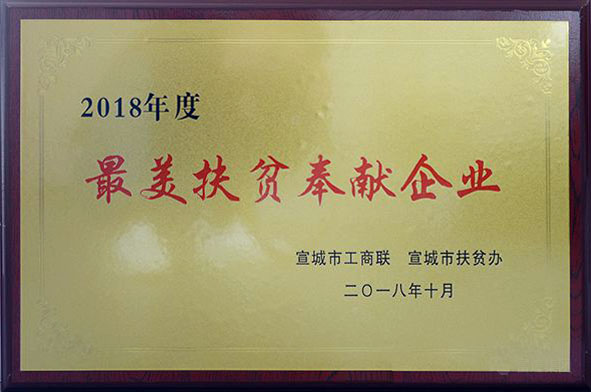 2018年度
最美扶贫奉献企业
宣城市工商联 宣城市扶贫办
二〇一八年十月